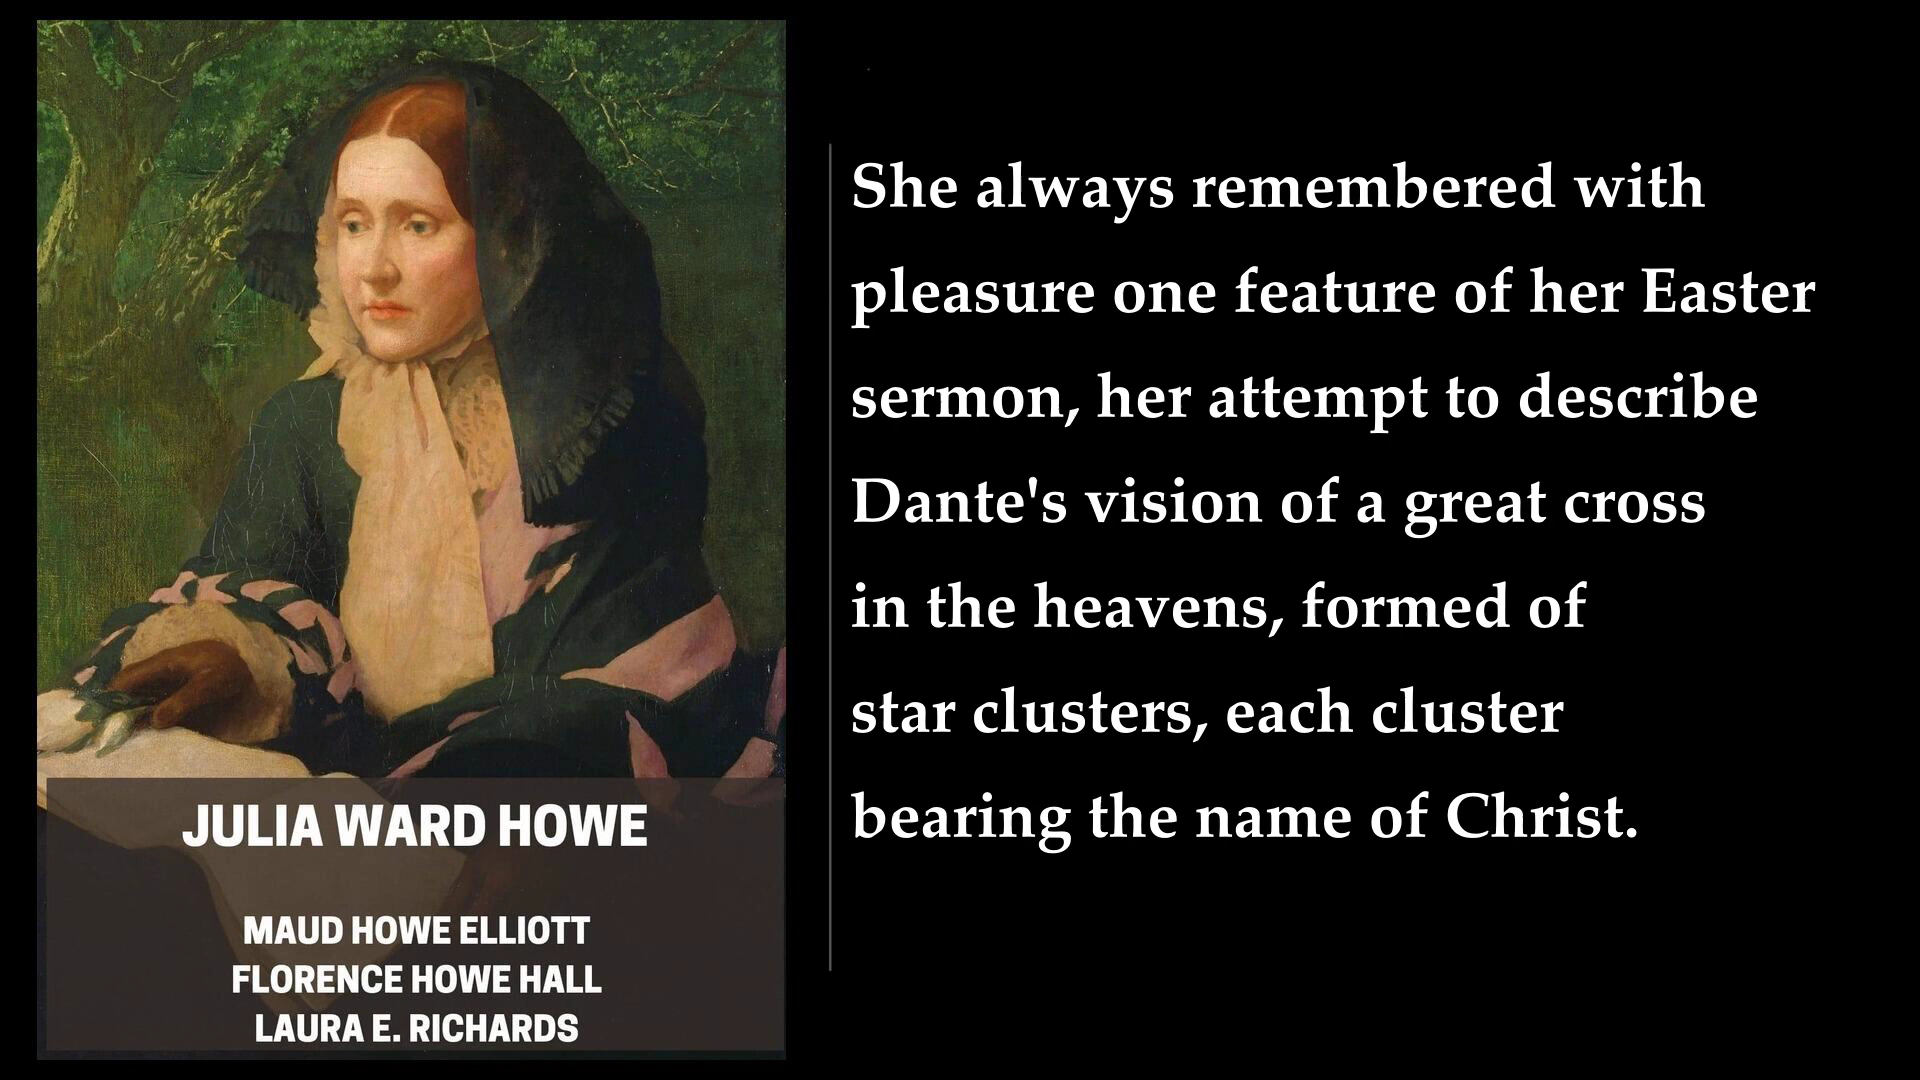 JULIA WARD HOWE
MAUD HOWE ELLIOTT
FLORENCE HOWE HALL
LAURA E. RICHARDS
She always remembered with
pleasure one feature of her Easter
sermon, her attempt to describe
Dante's vision of a great cross
in the heavens, formed of
star clusters, each cluster
bearing the name of Christ.